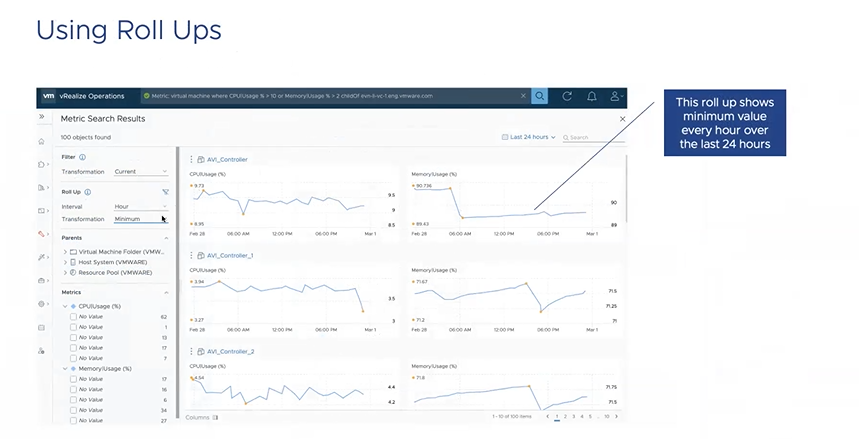 Using Roll Ups
vm vRealize Operations
Metric: virtual machine where CPU|Usage % > 10 or Memory|Usage % > 2 childOf evn-ii-vc-1.eng.vmware.com
This roll up shows
minimum value
every hour over
the last 24 hours
Metric Search Results
100 objects found
Last 24 hours
Search
Filter
Transformation Current
Roll Up
Interval Hour
Transformation Minimum
Parents
Virtual Machine Folder (VMW...
Host System (VMWARE)
Resource Pool (VMWARE)
Metrics
CPU|Usage (%)
No Value 62
No Value 1
No Value 13
No Value 17
No Value 7
Memory|Usage (%)
No Value 17
No Value 16
No Value 6
No Value 34
No Value 27
AVI_Controller
CPU|Usage (%)
9.73
9.5
9
8.95
8.5
Feb 28 06:00 AM 12:00 PM 06:00 PM Mar 1
Memory|Usage (%)
90.736
90
89.43
89
Feb 28 06:00 AM 12:00 PM 06:00 PM Mar 1
AVI_Controller_1
CPU|Usage (%)
3.94
3.5
3.27
3
Feb 28 06:00 AM 12:00 PM 06:00 PM Mar 1
Memory|Usage (%)
71.67
71.5
71.25
71.2
71
Feb 28 06:00 AM 12:00 PM 06:00 PM Mar 1
AVI_Controller_2
CPU|Usage (%)
4.54
4.4
4.2
Memory|Usage (%)
71.8
71.75
71.5
Columns
1 - 10 of 100 items
1 2 3 4 5 ... 10